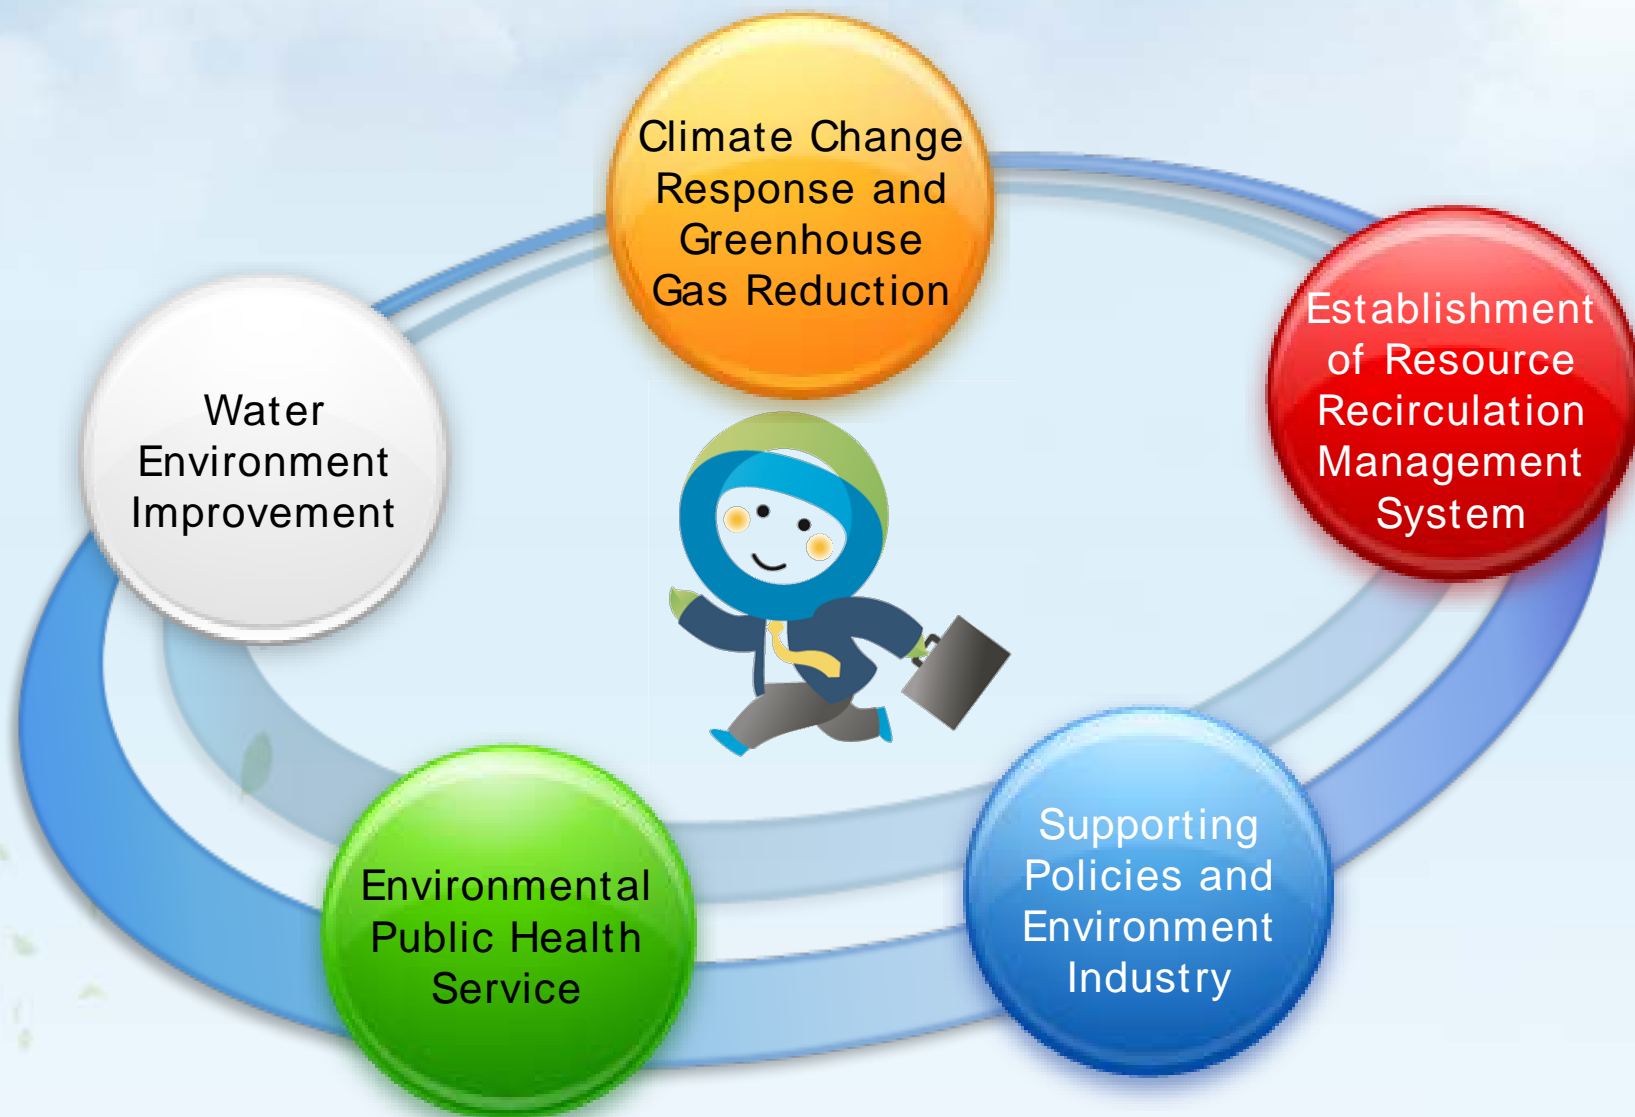 Climate Change
Response and
Greenhouse
Gas Reduction
Establishment
of Resource
Recirculation
Management
System
Water
Environment
Improvement
Supporting
Policies and
Environment
Industry
Environmental
Public Health
Service